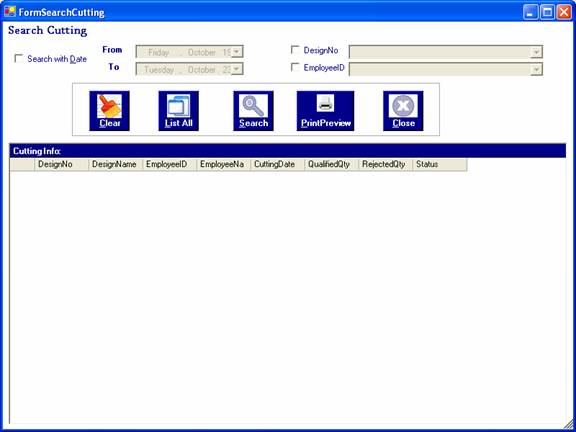 FormSearchCutting
Search Cutting
Search with Date
From
Friday , October 19
To
Tuesday , October 23
DesignNo
EmployeeID
Clear
List All
Search
PrintPreview
Close
Cutting Info:
DesignNo DesignName EmployeeID EmployeeNa CuttingDate QualifiedQty RejectedQty Status